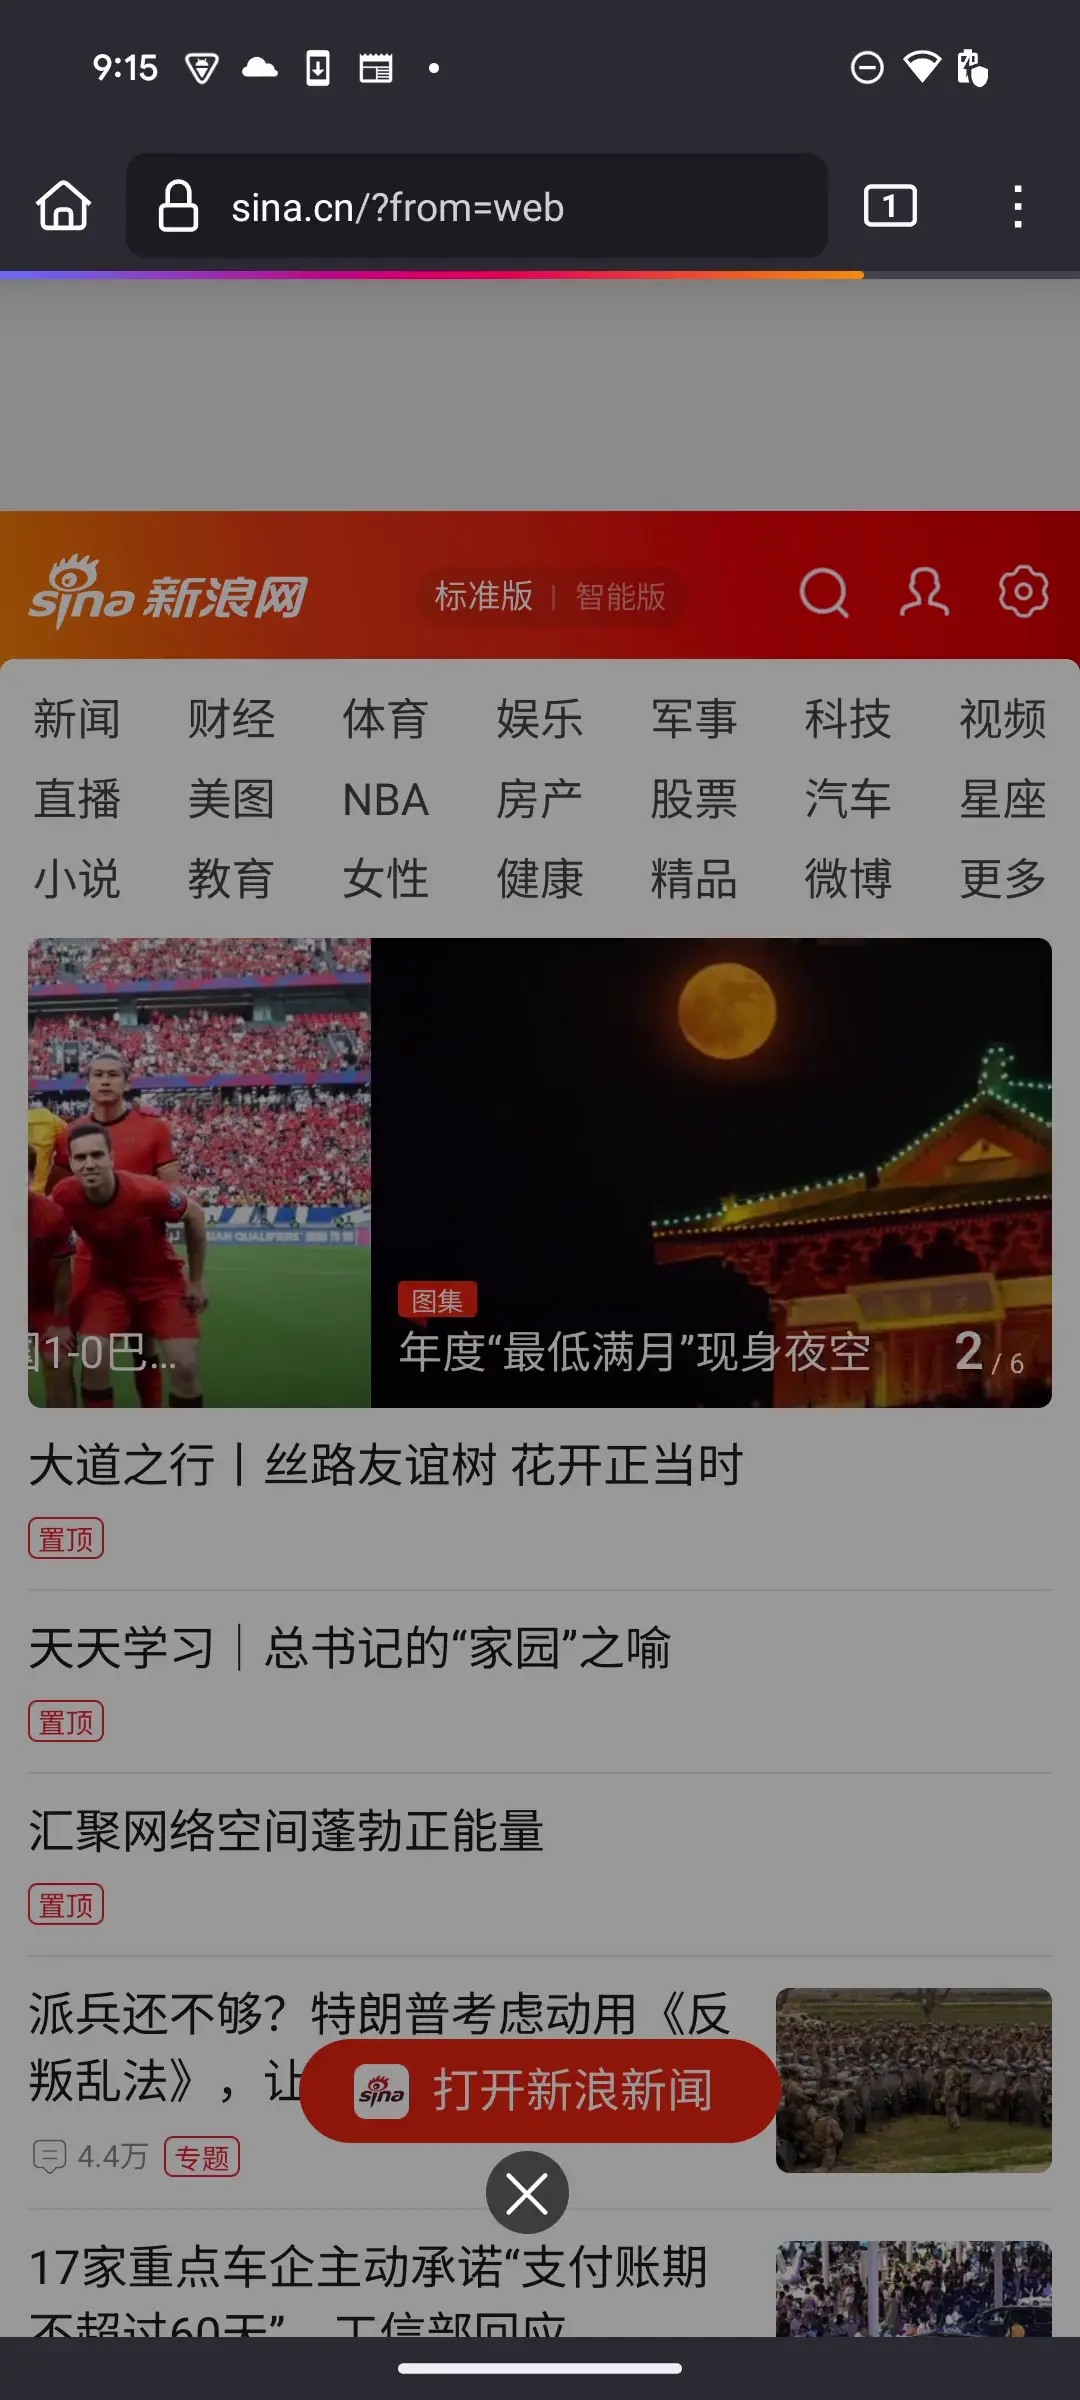 9:15
sina.cn/?from=web
1
sina 新浪网
标准版 | 智能版
新闻 财经 体育 娱乐 军事 科技 视频
直播 美图 NBA 房产 股票 汽车 星座
小说 教育 女性 健康 精品 微博 更多
图集
1-0巴...
年度“最低满月”现身夜空
2 / 6
大道之行丨丝路友谊树 花开正当时
置顶
天天学习｜总书记的“家园”之喻
置顶
汇聚网络空间蓬勃正能量
置顶
派兵还不够？特朗普考虑动用《反
叛乱法》，让
sina 打开新浪新闻
4.4万 专题
17家重点车企主动承诺“支付账期
不超过60天” 工信部回应